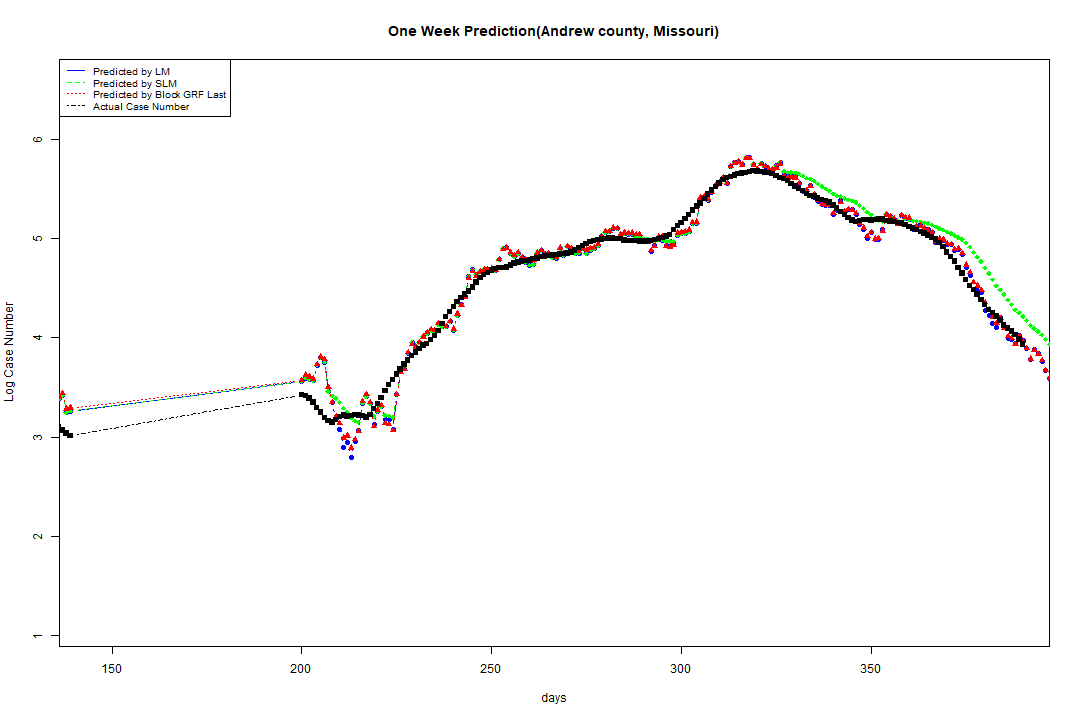 One Week Prediction(Andrew county, Missouri)
Predicted by LM
Predicted by SLM
Predicted by Block GRF Last
Actual Case Number
Log Case Number
6
5
4
3
2
1
150 200 250 300 350
days